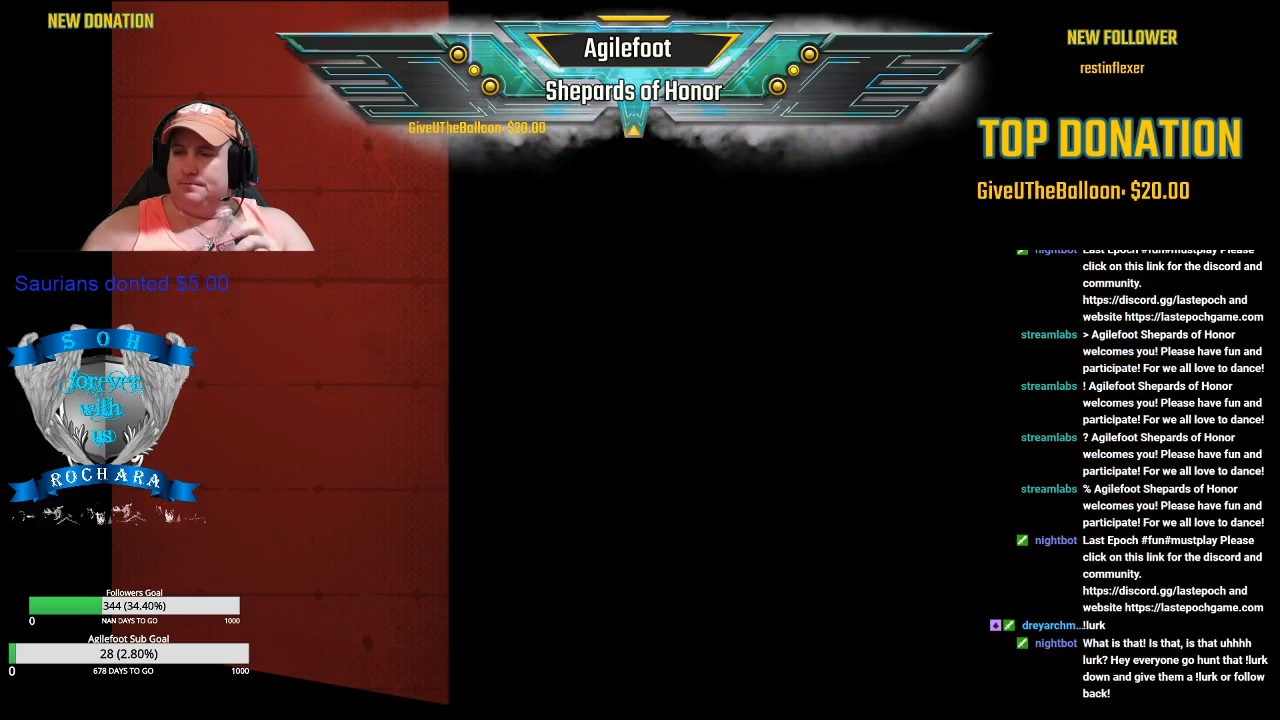 NEW DONATION
Agilefoot
Shepards of Honor
GiveUTheBalloon: $20.00
NEW FOLLOWER
restinflexer
TOP DONATION
GiveUTheBalloon: $20.00
Saurians donted $5.00
S O H
forever
with
us
ROCHARA
Followers Goal
344 (34.40%)
0 NAN DAYS TO GO 1000
Agilefoot Sub Goal
28 (2.80%)
0 678 DAYS TO GO 1000
nightbot Last Epoch #fun#mustplay Please
click on this link for the discord and
community.
https://discord.gg/lastepoch and
website https://lastepochgame.com
streamlabs > Agilefoot Shepards of Honor
welcomes you! Please have fun and
participate! For we all love to dance!
streamlabs ! Agilefoot Shepards of Honor
welcomes you! Please have fun and
participate! For we all love to dance!
streamlabs ? Agilefoot Shepards of Honor
welcomes you! Please have fun and
participate! For we all love to dance!
streamlabs % Agilefoot Shepards of Honor
welcomes you! Please have fun and
participate! For we all love to dance!
nightbot Last Epoch #fun#mustplay Please
click on this link for the discord and
community.
https://discord.gg/lastepoch and
website https://lastepochgame.com
dreyarchm... !lurk
nightbot What is that! Is that, is that uhhhh
lurk? Hey everyone go hunt that !lurk
down and give them a !lurk or follow
back!